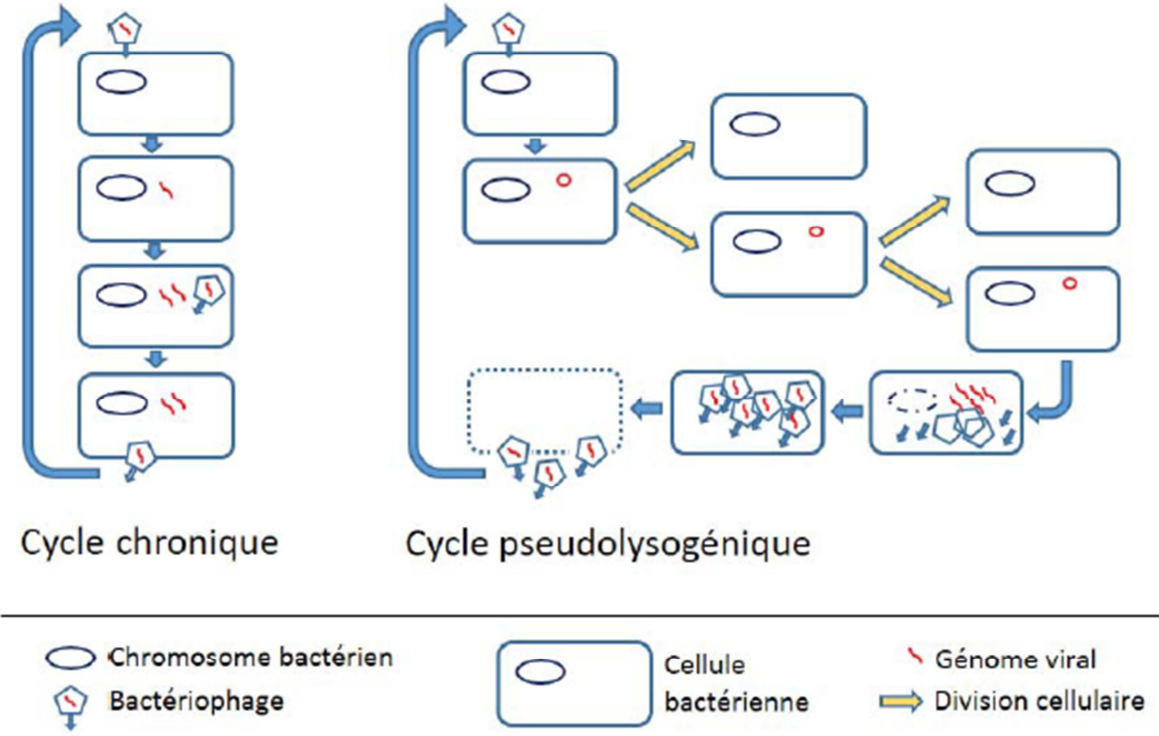 Cycle chronique
Cycle pseudolysogénique
Chromosome bactérien
Bactériophage
Cellule
bactérienne
Génome viral
Division cellulaire